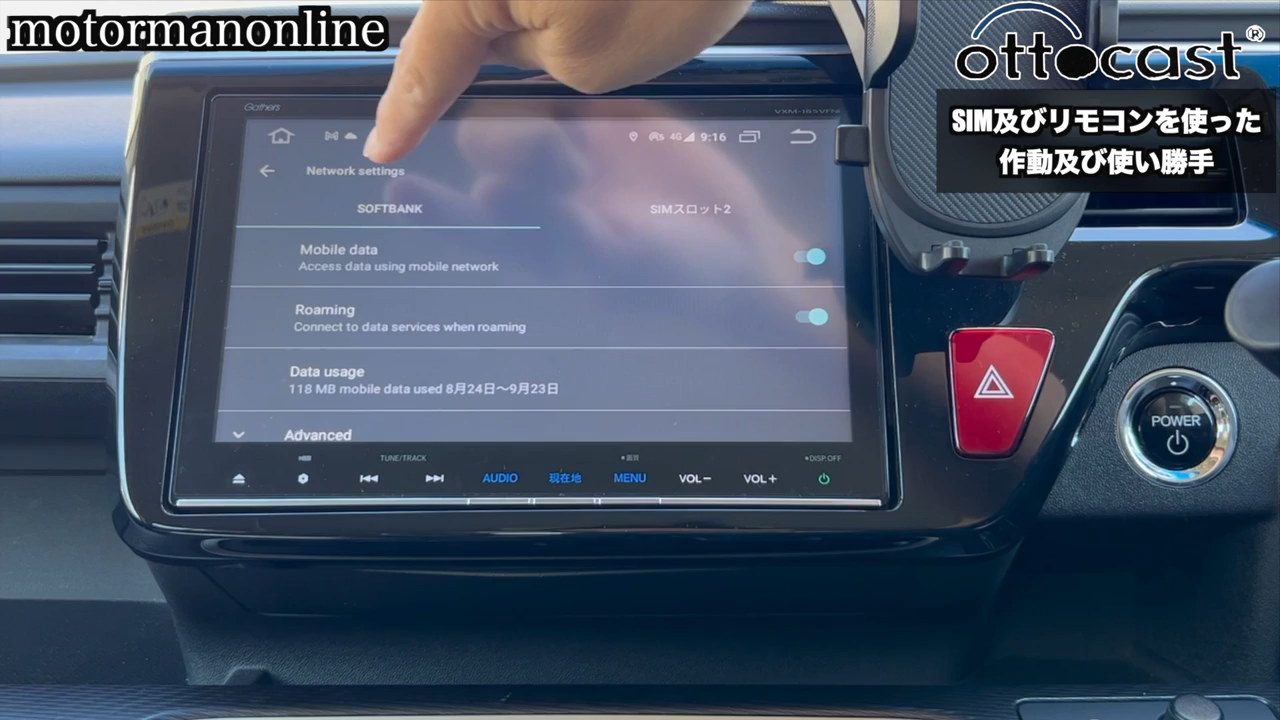 motormanonline
ottocast®
SIM及びリモコンを使った
作動及び使い勝手
Gathers
4G 9:16
Network settings
SOFTBANK
SIMスロット2
Mobile data
Access data using mobile network
Roaming
Connect to data services when roaming
Data usage
118 MB mobile data used 8月24日〜9月23日
Advanced
TUNE/TRACK
DISP.OFF
AUDIO
現在地
MENU
VOL−
VOL+
POWER